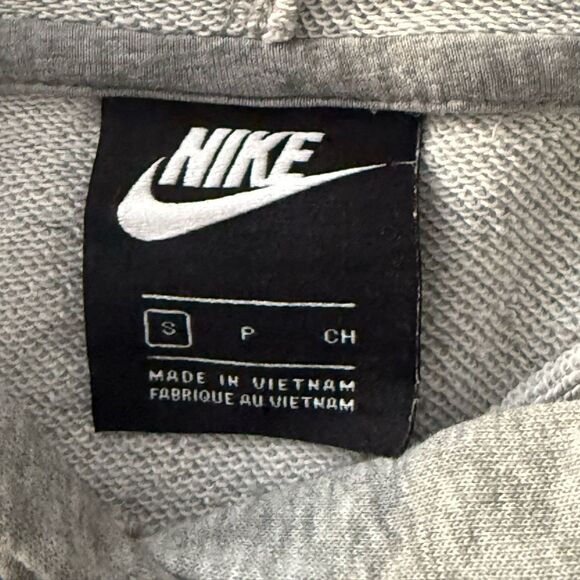 NIKE
S P CH
MADE IN VIETNAM
FABRIQUE AU VIETNAM